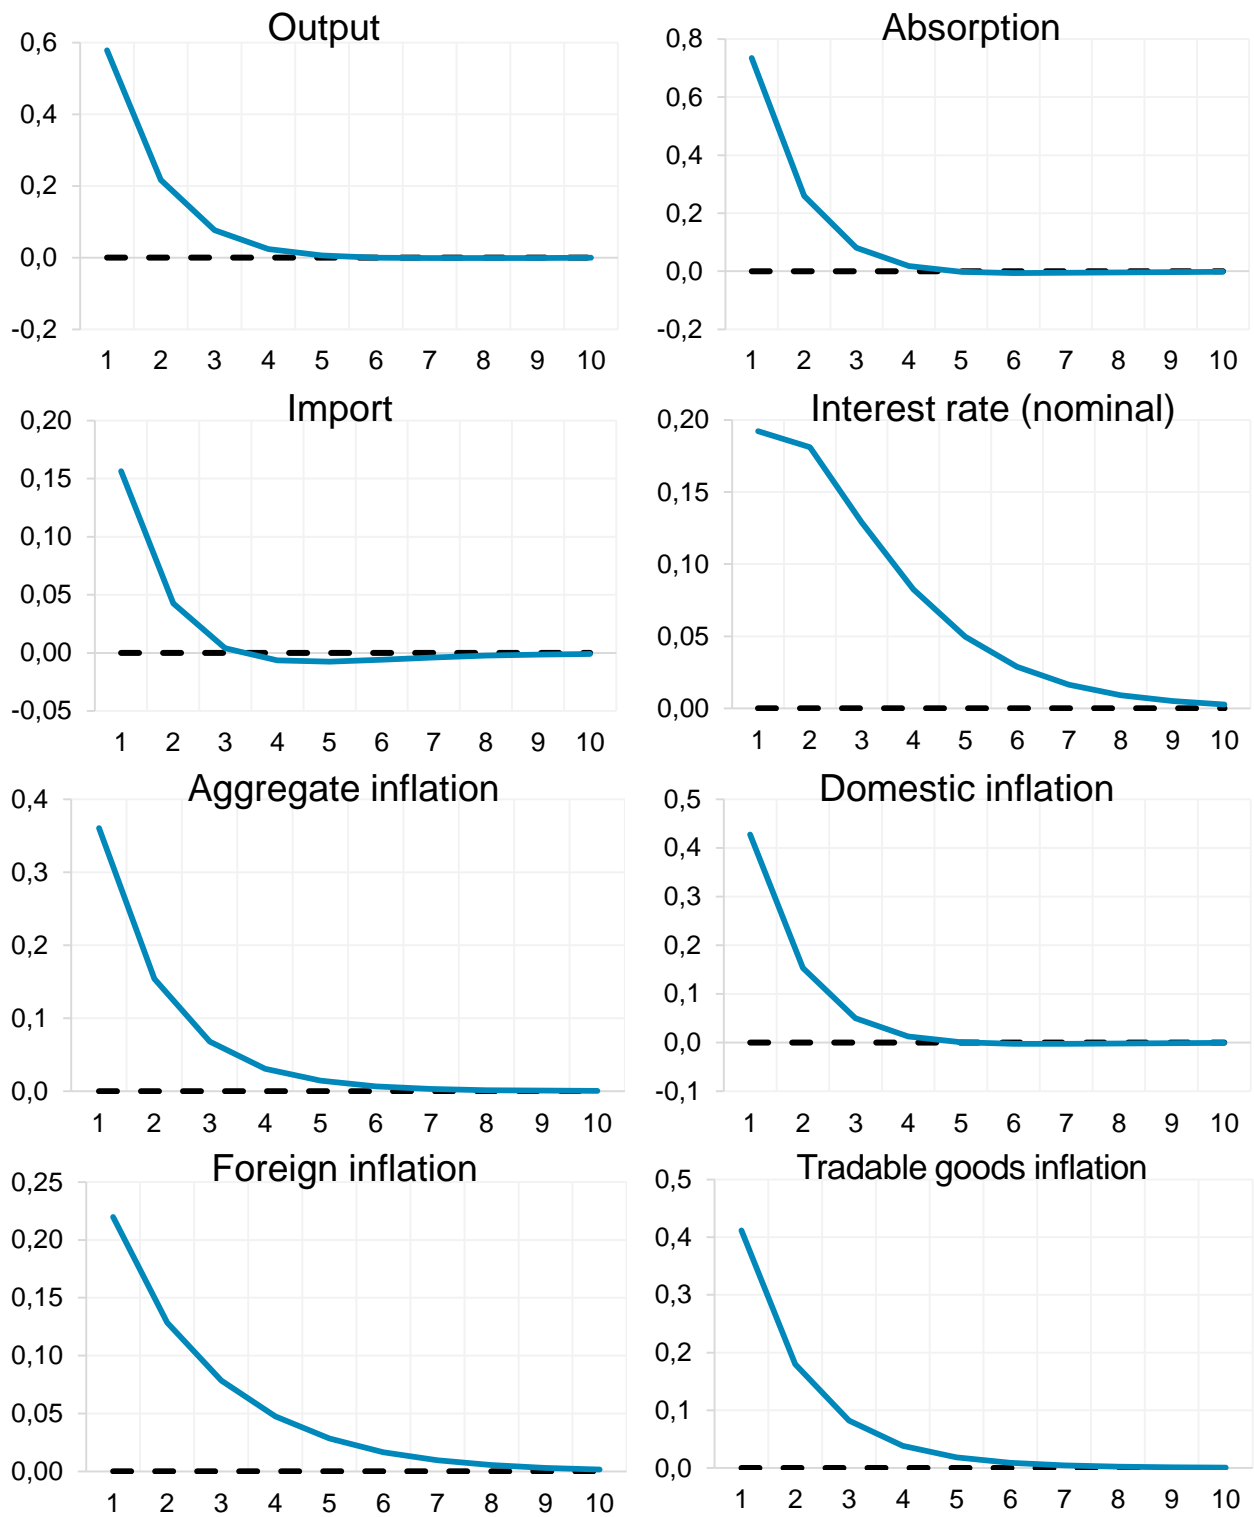 Output
0,6
0,4
0,2
0,0
-0,2
1 2 3 4 5 6 7 8 9 10
Absorption
0,8
0,6
0,4
0,2
0,0
-0,2
1 2 3 4 5 6 7 8 9 10
Import
0,20
0,15
0,10
0,05
0,00
-0,05
1 2 3 4 5 6 7 8 9 10
Interest rate (nominal)
0,20
0,15
0,10
0,05
0,00
1 2 3 4 5 6 7 8 9 10
Aggregate inflation
0,4
0,3
0,2
0,1
0,0
1 2 3 4 5 6 7 8 9 10
Domestic inflation
0,5
0,4
0,3
0,2
0,1
0,0
-0,1
1 2 3 4 5 6 7 8 9 10
Foreign inflation
0,25
0,20
0,15
0,10
0,05
0,00
1 2 3 4 5 6 7 8 9 10
Tradable goods inflation
0,5
0,4
0,3
0,2
0,1
0,0
1 2 3 4 5 6 7 8 9 10